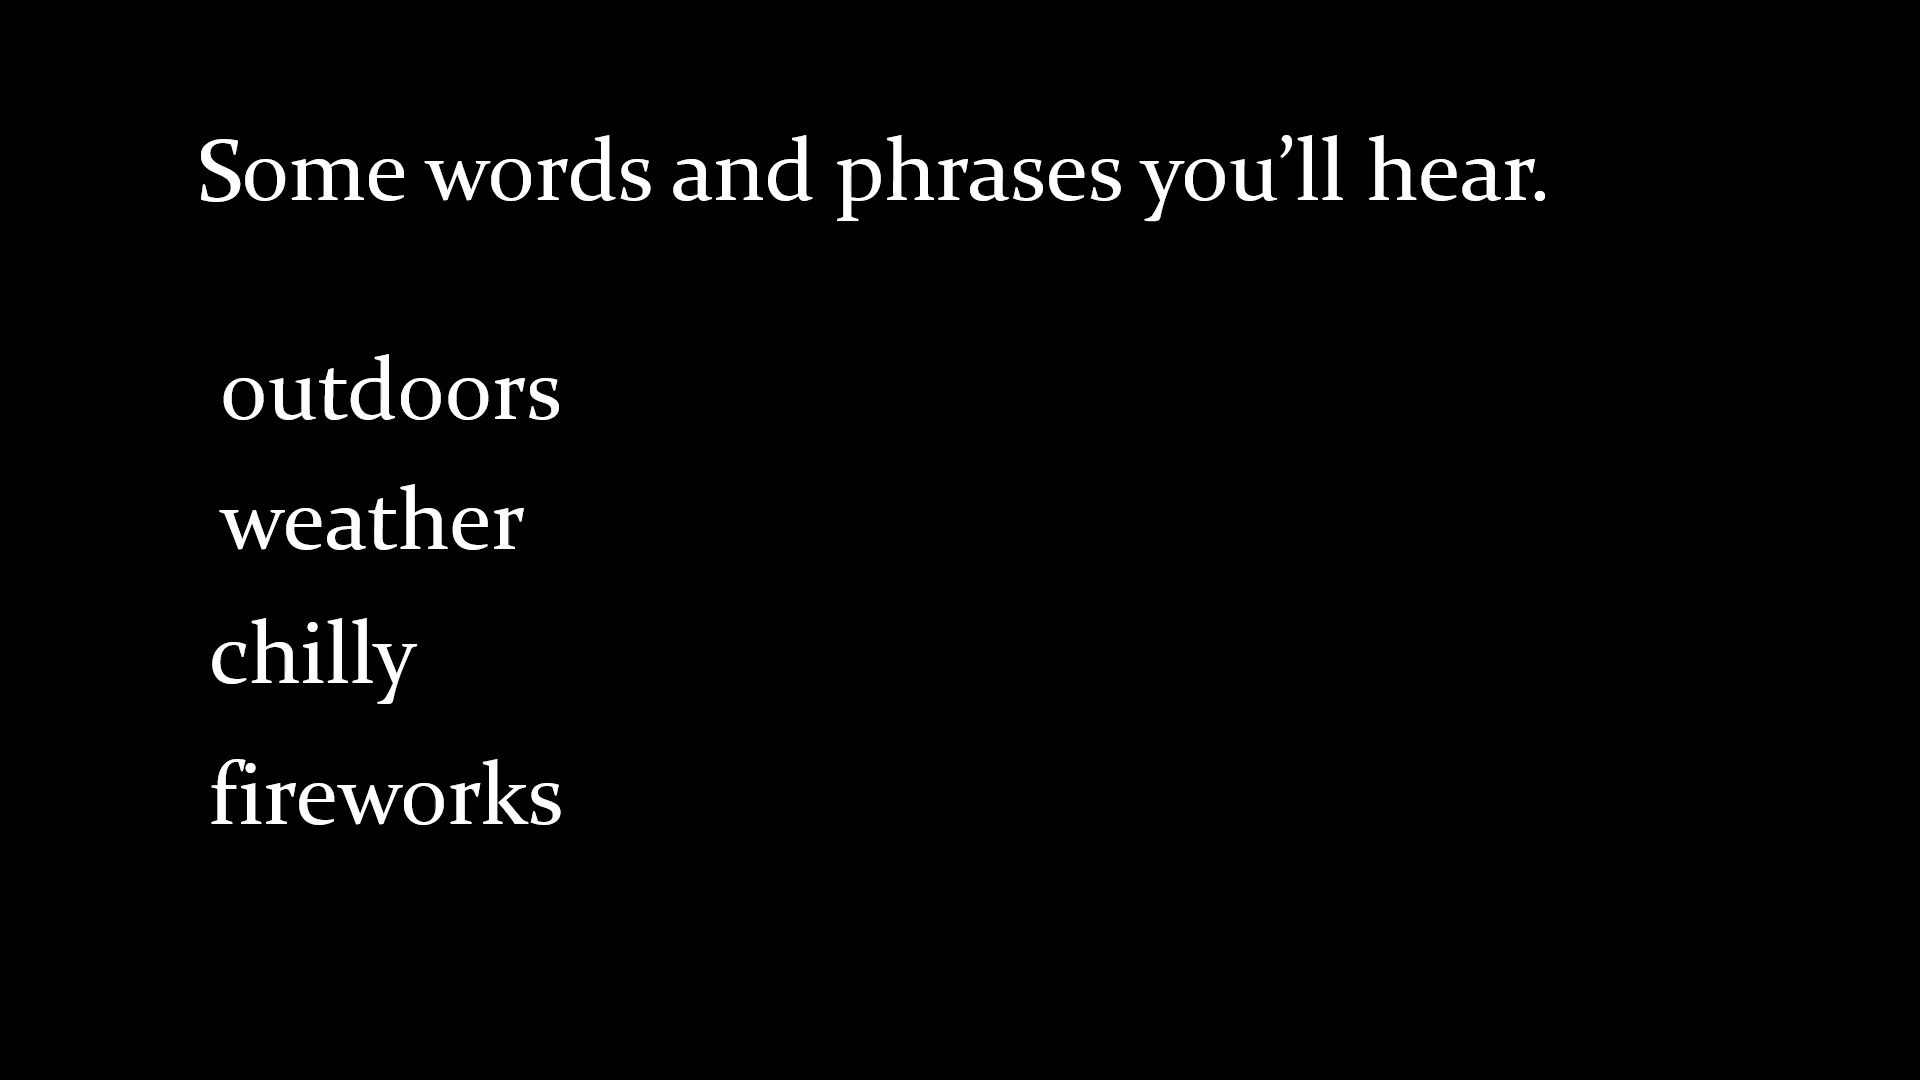 Some words and phrases you’ll hear.
outdoors
weather
chilly
fireworks